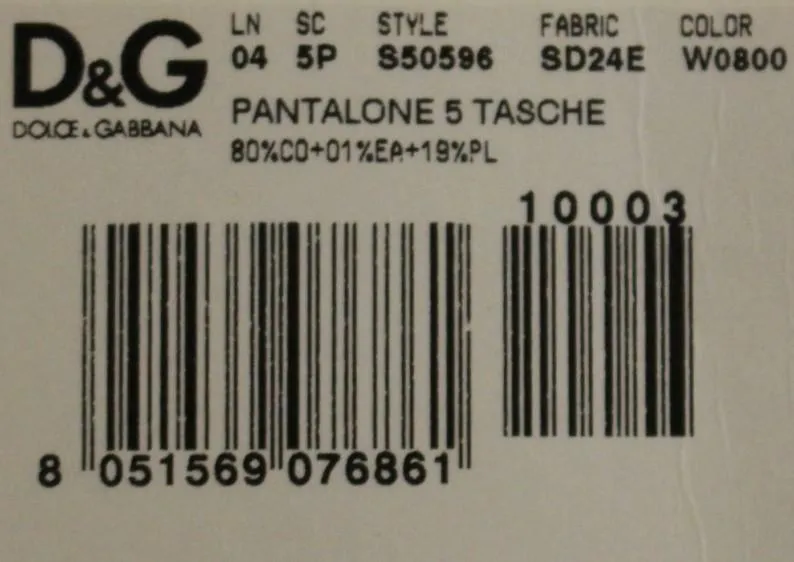 D&G
DOLCE & GABBANA
LN SC STYLE FABRIC COLOR
04 5P S50596 SD24E W0800
PANTALONE 5 TASCHE
80%CO+01%EA+19%PL
10003
8 051569 076861